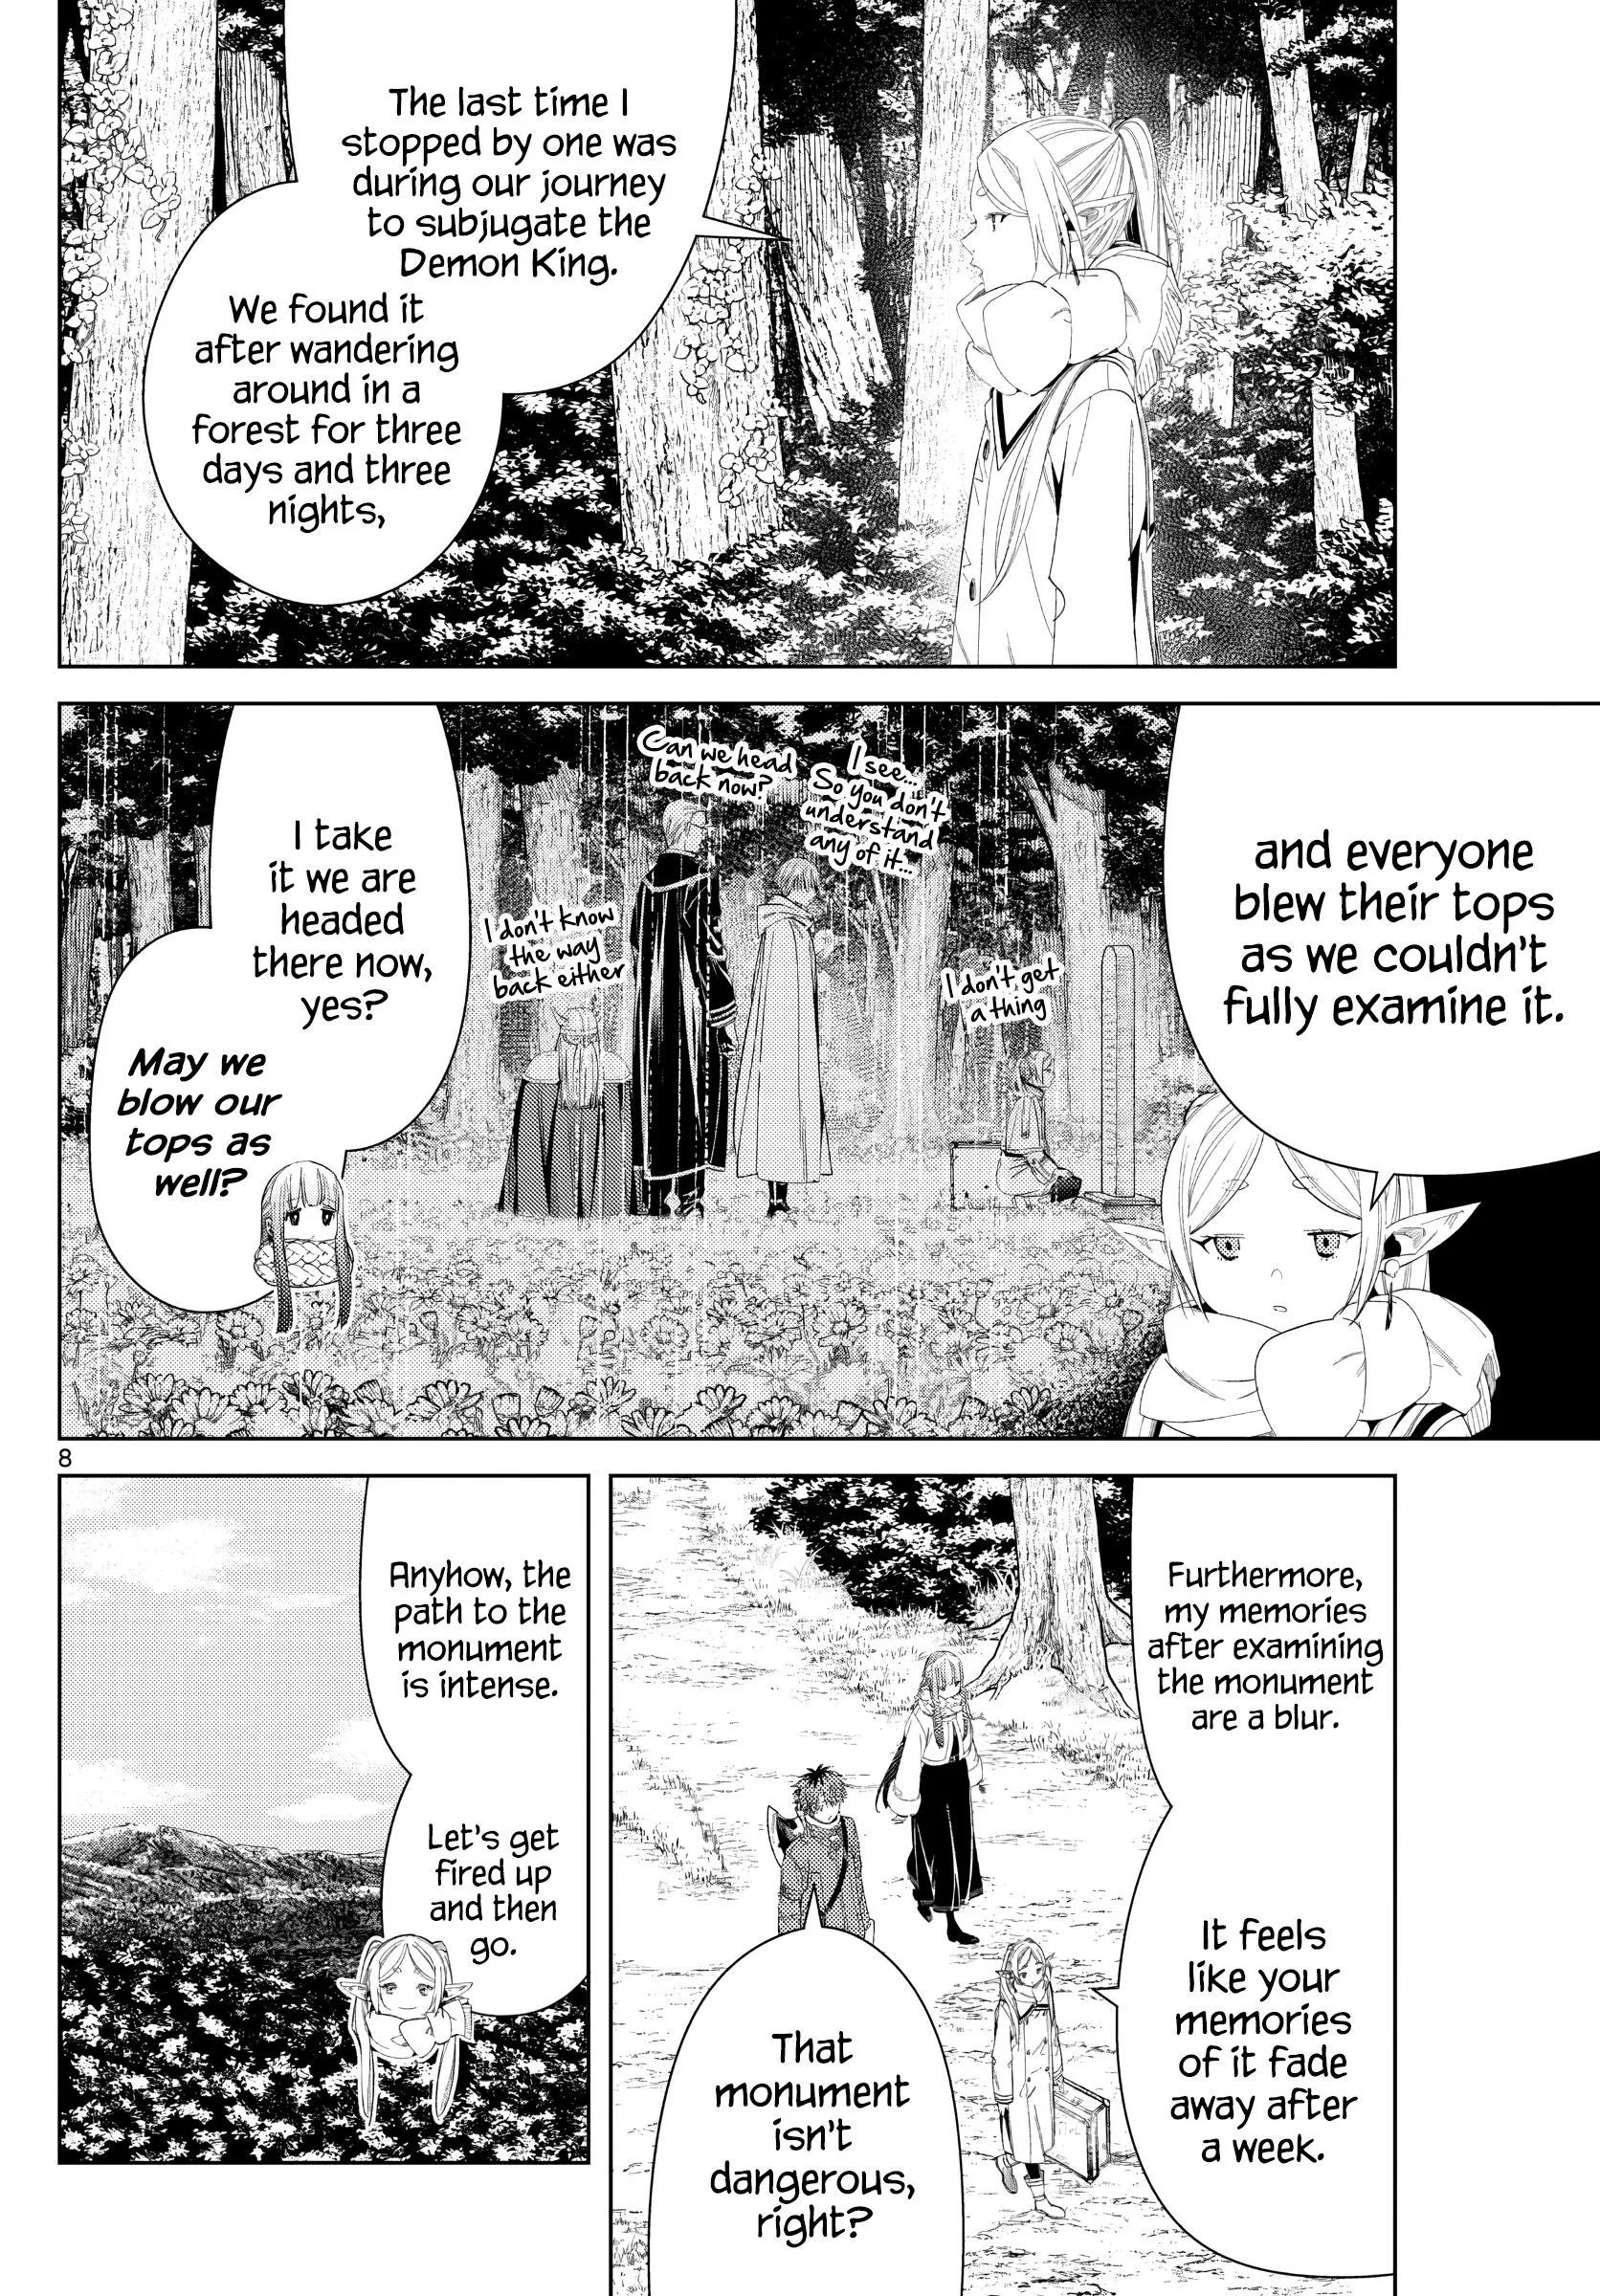 The last time I
stopped by one was
during our journey
to subjugate the
Demon King.
We found it
after wandering
around in a
forest for three
days and three
nights,
and everyone
blew their tops
as we couldn't
fully examine it.
I don't get
a thing
I see...
So you don't
understand
any of it...
Can we head
back now?
I don't know
the way
back either
I take
it we are
headed
there now,
yes?
May we
blow our
tops as
well?
8
Furthermore,
my memories
after examining
the monument
are a blur.
It feels
like your
memories
of it fade
away after
a week.
That
monument
isn't
dangerous,
right?
Anyhow, the
path to the
monument
is intense.
Let's get
fired up
and then
go.